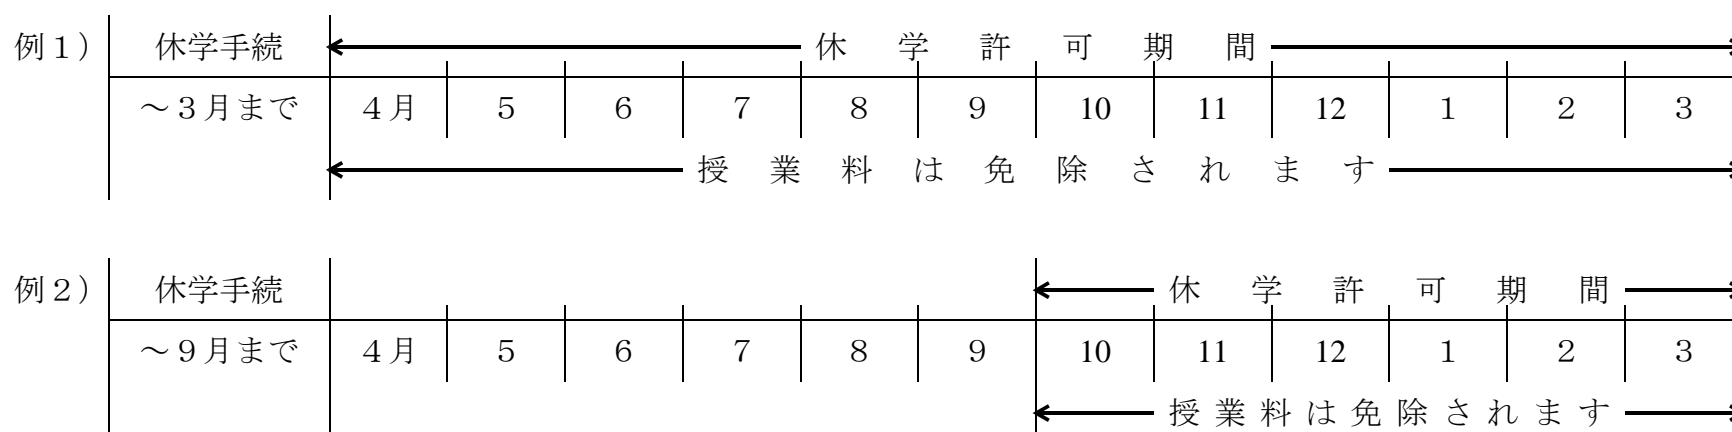 例１） 休学手続 休学許可期間
～３月まで ４月 ５ ６ ７ ８ ９ 10 11 12 １ ２ ３
授業料は免除されます
例２） 休学手続 休学許可期間
～９月まで ４月 ５ ６ ７ ８ ９ 10 11 12 １ ２ ３
授業料は免除されます